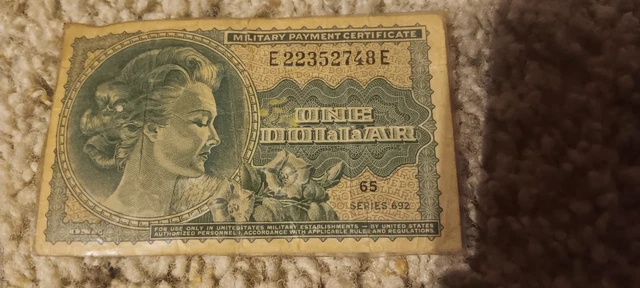 MILITARY PAYMENT CERTIFICATE
E22352748E
ONE
DOllAR
65
SERIES 692
FOR USE ONLY IN UNITED STATES MILITARY ESTABLISHMENTS — BY UNITED STATES
AUTHORIZED PERSONNEL IN ACCORDANCE WITH APPLICABLE RULES AND REGULATIONS